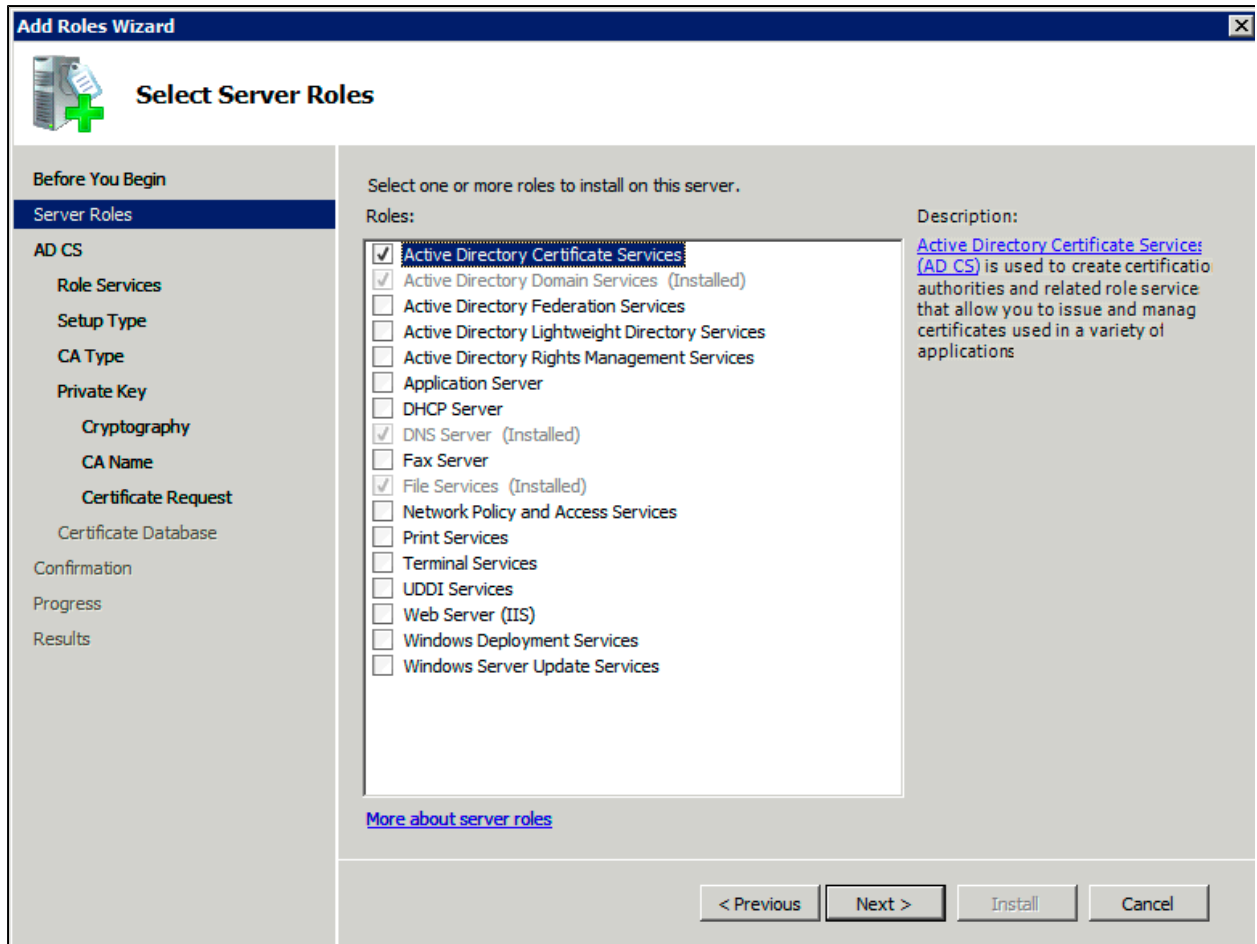 Add Roles Wizard
Select Server Roles
Before You Begin
Server Roles
AD CS
Role Services
Setup Type
CA Type
Private Key
Cryptography
CA Name
Certificate Request
Certificate Database
Confirmation
Progress
Results
Select one or more roles to install on this server.
Roles:
Active Directory Certificate Services
Active Directory Domain Services (Installed)
Active Directory Federation Services
Active Directory Lightweight Directory Services
Active Directory Rights Management Services
Application Server
DHCP Server
DNS Server (Installed)
Fax Server
File Services (Installed)
Network Policy and Access Services
Print Services
Terminal Services
UDDI Services
Web Server (IIS)
Windows Deployment Services
Windows Server Update Services
More about server roles
Description:
Active Directory Certificate Services
(AD CS) is used to create certificatio
authorities and related role service
that allow you to issue and manag
certificates used in a variety of
applications
< Previous
Next >
Install
Cancel